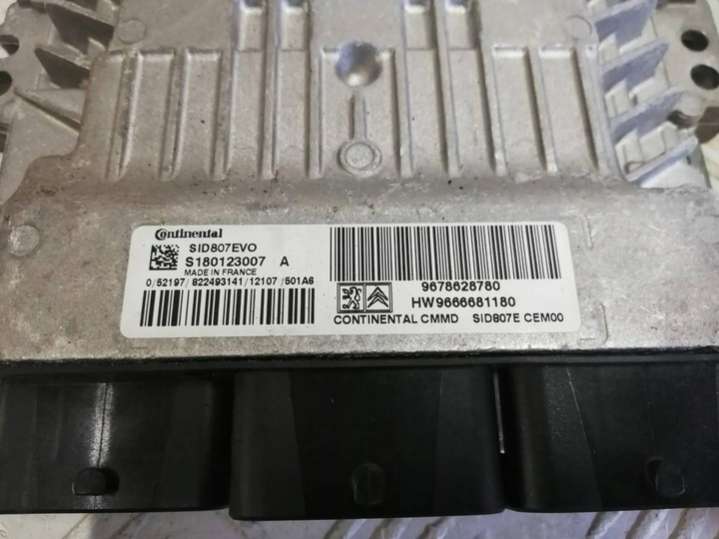 Continental
SID807EVO
S180123007 A
MADE IN FRANCE
0/52197/822493141/12107/501A6
9678628780
HW9666681180
CONTINENTAL CMMD SID807E CEM00